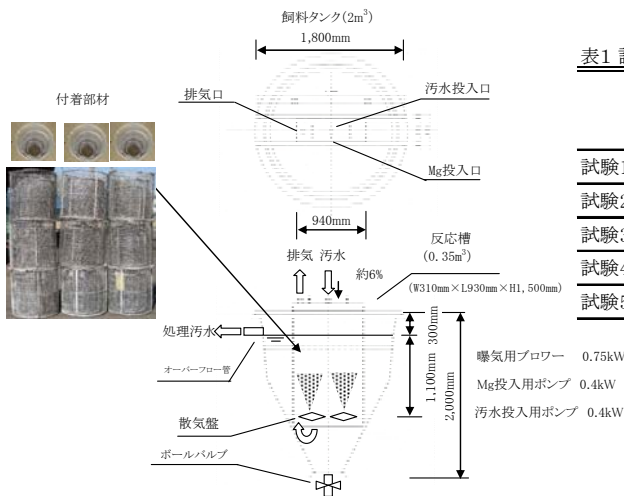 飼料タンク(2m³)
1,800mm
表1
付着部材
排気口
汚水投入口
Mg投入口
試験1
試験2
試験3
試験4
試験5
940mm
排気 汚水
約6%
反応槽
(0.35m³)
(W310mm×L930mm×H1,500mm)
処理汚水
300mm
オーバーフロー管
1,100mm
2,000mm
曝気用ブロワー 0.75kW
Mg投入用ポンプ 0.4kW
汚水投入用ポンプ 0.4kW
散気盤
ボールバルブ